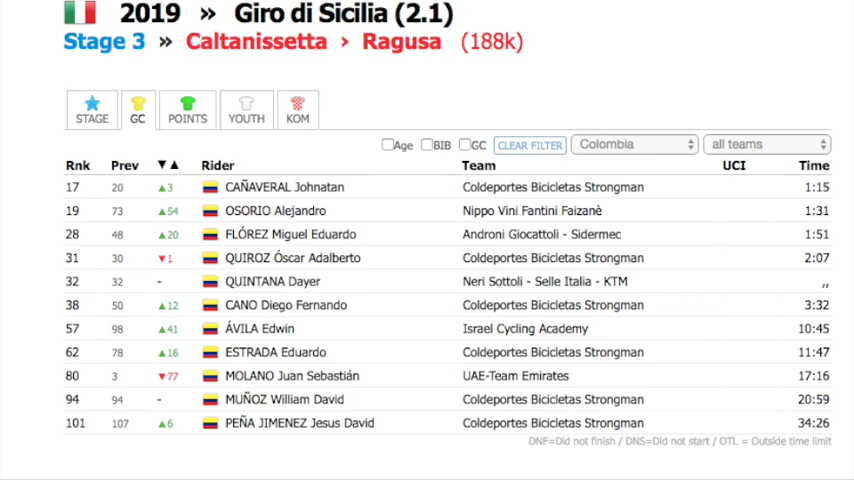 2019 » Giro di Sicilia (2.1)
Stage 3 » Caltanissetta › Ragusa (188k)
STAGE GC POINTS YOUTH KOM
Age BIB GC CLEAR FILTER Colombia all teams
Rnk Prev ▼▲ Rider Team UCI Time
17 20 ▲3 CAÑAVERAL Johnatan Coldeportes Bicicletas Strongman 1:15
19 73 ▲54 OSORIO Alejandro Nippo Vini Fantini Faizanè 1:31
28 48 ▲20 FLÓREZ Miguel Eduardo Androni Giocattoli - Sidermec 1:51
31 30 ▼1 QUIROZ Óscar Adalberto Coldeportes Bicicletas Strongman 2:07
32 32 - QUINTANA Dayer Neri Sottoli - Selle Italia - KTM ,,
38 50 ▲12 CANO Diego Fernando Coldeportes Bicicletas Strongman 3:32
57 98 ▲41 ÁVILA Edwin Israel Cycling Academy 10:45
62 78 ▲16 ESTRADA Eduardo Coldeportes Bicicletas Strongman 11:47
80 3 ▼77 MOLANO Juan Sebastián UAE-Team Emirates 17:16
94 94 - MUÑOZ William David Coldeportes Bicicletas Strongman 20:59
101 107 ▲6 PEÑA JIMENEZ Jesus David Coldeportes Bicicletas Strongman 34:26
DNF=Did not finish / DNS=Did not start / OTL = Outside time limit